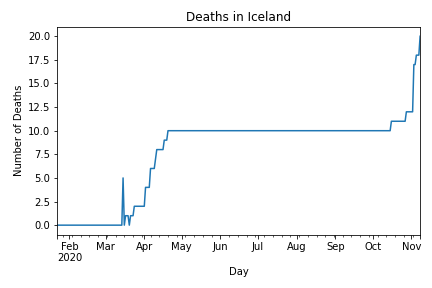 Deaths in Iceland
20.0
17.5
15.0
12.5
10.0
7.5
5.0
2.5
0.0
Number of Deaths
Feb Mar Apr May Jun Jul Aug Sep Oct Nov
2020
Day